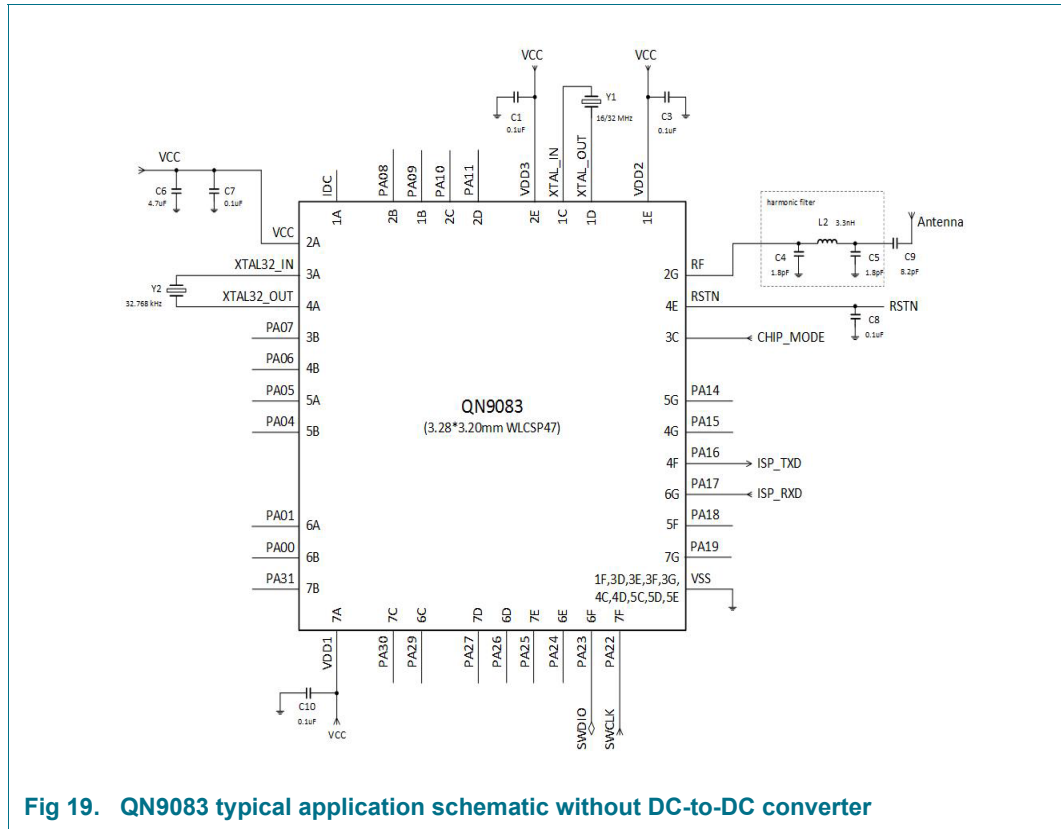 VCC
VCC
C1
0.1uF
Y1
16/32 MHz
C3
0.1uF
VCC
C6
4.7uF
C7
0.1uF
IDC
PA08
PA09
PA10
PA11
VDD3
XTAL_IN
XTAL_OUT
VDD2
1A
2B
1B
2C
2D
2E
1C
1D
1E
harmonic filter
L2 3.3nH
Antenna
C4
1.8pF
C5
1.8pF
C9
8.2pF
VCC
2A
XTAL32_IN
3A
Y2
32.768 kHz
XTAL32_OUT
4A
PA07
3B
PA06
4B
PA05
5A
PA04
5B
PA01
6A
PA00
6B
PA31
7B
QN9083
(3.28*3.20mm WLCSP47)
RF
2G
RSTN
4E
RSTN
C8
0.1uF
3C
CHIP_MODE
5G
PA14
4G
PA15
4F
PA16
ISP_TXD
6G
PA17
ISP_RXD
5F
PA18
7G
PA19
1F,3D,3E,3F,3G,
4C,4D,5C,5D,5E
VSS
7A
7C
6C
7D
6D
7E
6E
6F
7F
VDD1
PA30
PA29
PA27
PA26
PA25
PA24
PA23
PA22
C10
0.1uF
VCC
SWDIO
SWCLK
Fig 19. QN9083 typical application schematic without DC-to-DC converter